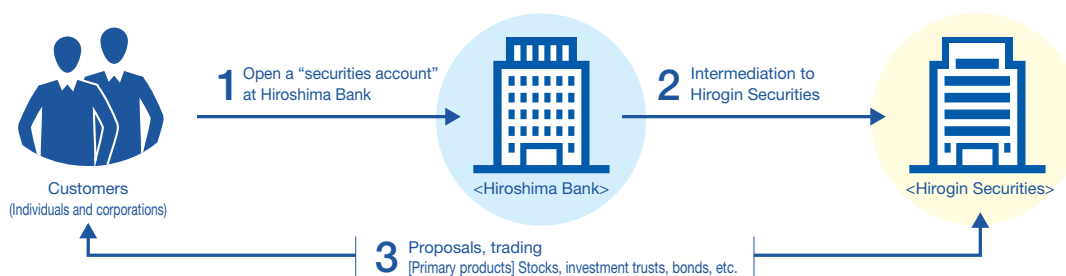 1 Open a “securities account”
at Hiroshima Bank
2 Intermediation to
Hirogin Securities
Customers
(Individuals and corporations)
<Hiroshima Bank>
<Hirogin Securities>
3 Proposals, trading
[Primary products] Stocks, investment trusts, bonds, etc.